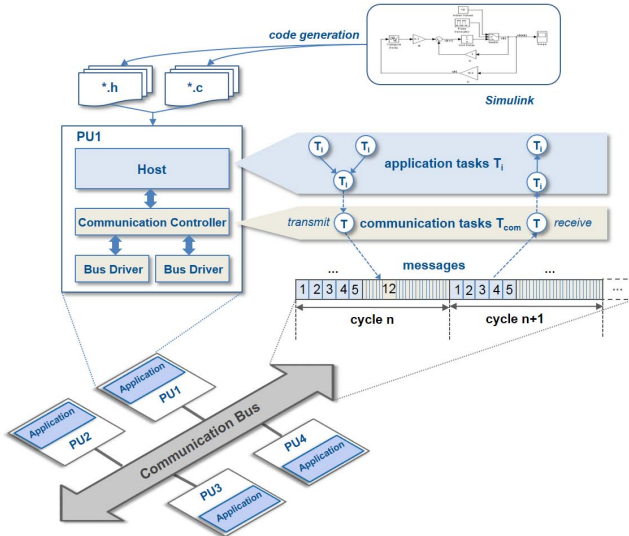 code generation
*.h
*.c
Simulink
PU1
Host
Communication Controller
Bus Driver
Bus Driver
Ti
Ti
Ti
application tasks Ti
Ti
Ti
transmit
T
communication tasks Tcom
T
receive
...
messages
...
1 2 3 4 5
12
1 2 3 4 5
...
cycle n
cycle n+1
Application
PU1
Application
PU2
Communication Bus
PU4
Application
PU3
Application